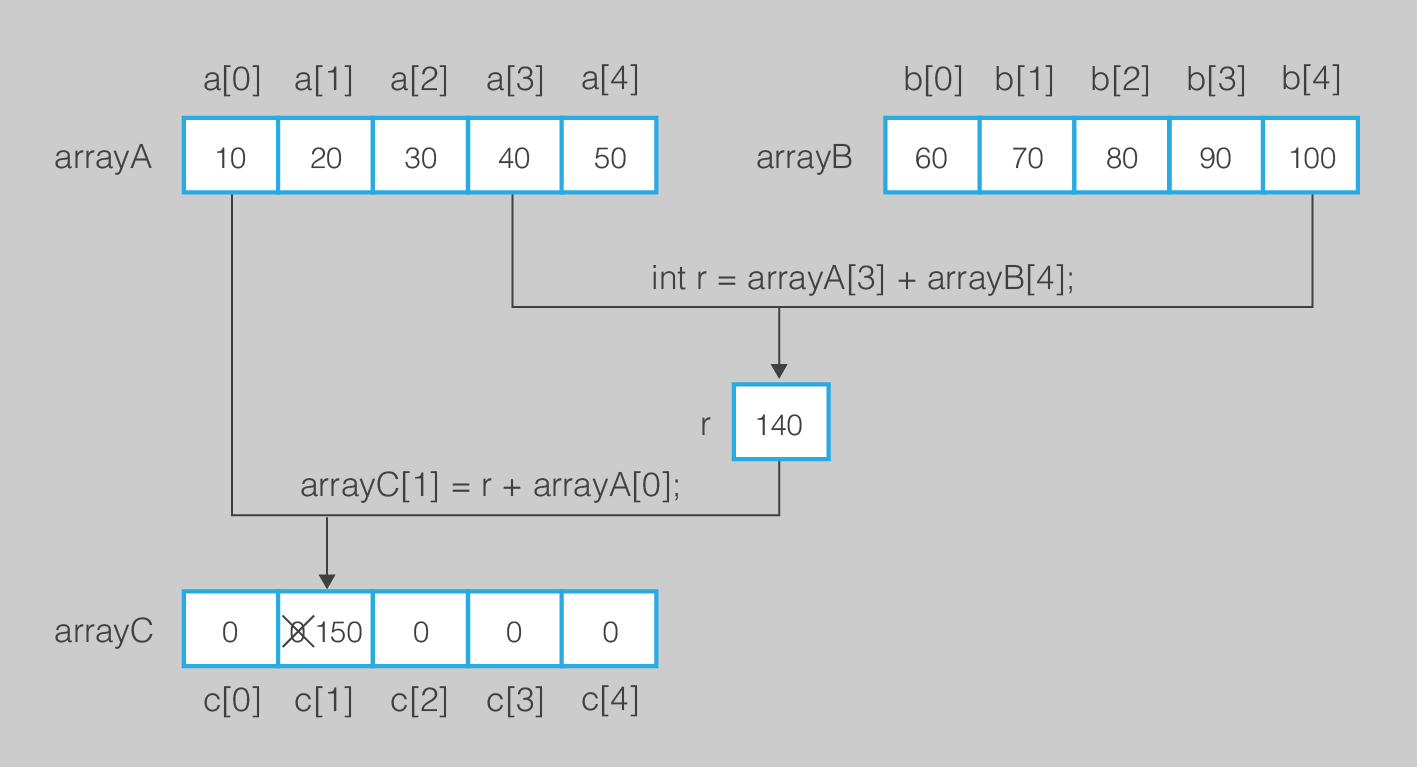 a[0] a[1] a[2] a[3] a[4] b[0] b[1] b[2] b[3] b[4]
arrayA 10 20 30 40 50 arrayB 60 70 80 90 100
int r = arrayA[3] + arrayB[4];
r 140
arrayC[1] = r + arrayA[0];
arrayC 0 0 150 0 0 0
c[0] c[1] c[2] c[3] c[4]